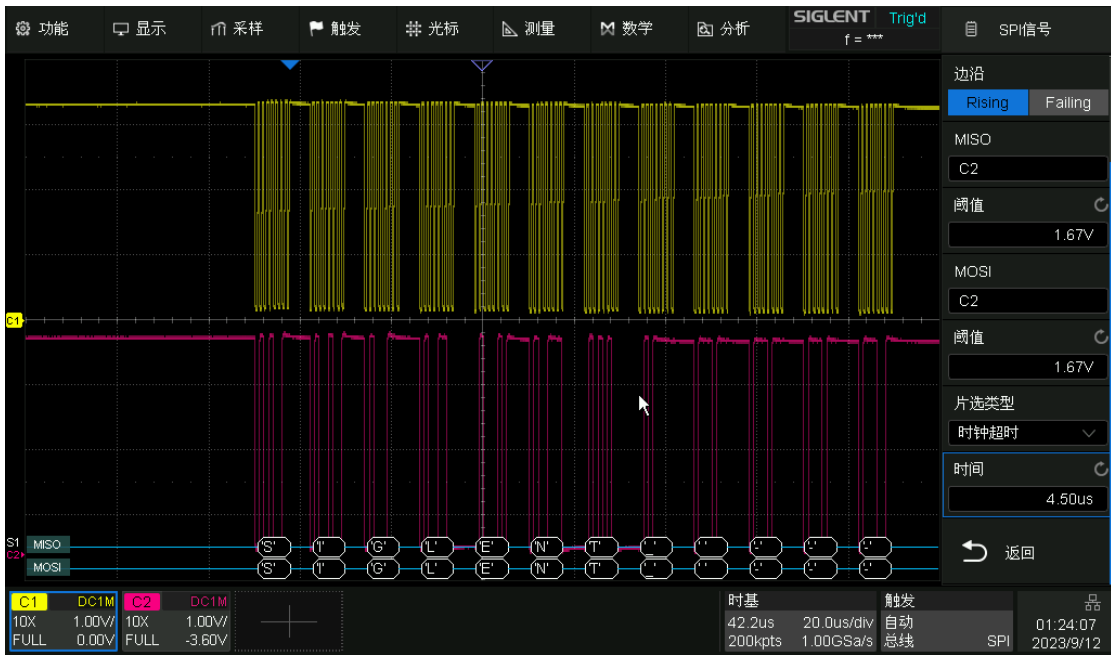 功能 显示 采样 触发 光标 测量 数学 分析 SIGLENT Trig'd SPI信号
f = ***
边沿
Rising Failing
MISO
C2
阈值
1.67V
MOSI
C2
阈值
1.67V
片选类型
时钟超时
时间
4.50us
返回
C1
S1 MISO 'S' 'I' 'G' 'L' 'E' 'N' 'T' '_' '-' '-' '-'
C2
MOSI 'S' 'I' 'G' 'L' 'E' 'N' 'T' '_' '-' '-' '-'
C1 DC1M C2 DC1M 时基 触发
10X 1.00V/ 10X 1.00V/ 42.2us 20.0us/div 自动 01:24:07
FULL 0.00V FULL -3.60V 200kpts 1.00GSa/s 总线 SPI 2023/9/12